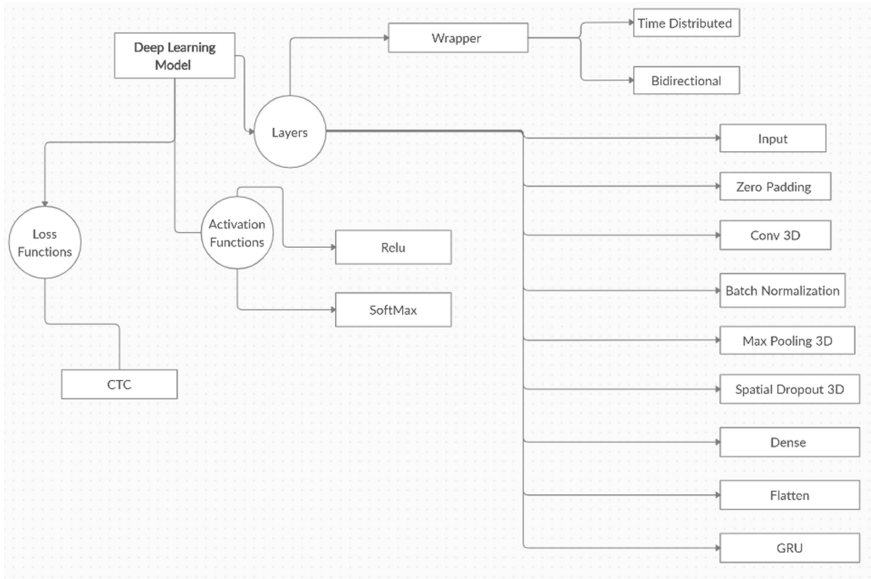 Deep Learning
Model
Wrapper
Time Distributed
Bidirectional
Layers
Input
Zero Padding
Conv 3D
Batch Normalization
Max Pooling 3D
Spatial Dropout 3D
Dense
Flatten
GRU
Activation
Functions
Relu
SoftMax
Loss
Functions
CTC